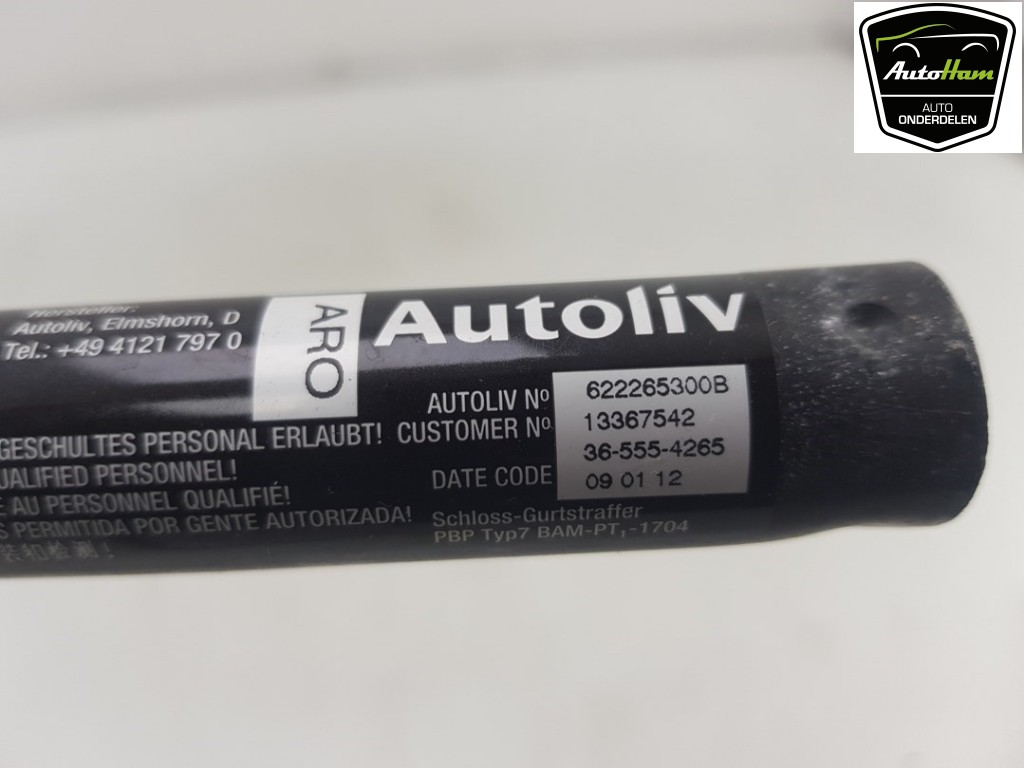 AutoHam
AUTO
ONDERDELEN
Hersteller:
Autoliv, Elmshorn, D
Tel.: +49 4121 797 0
ARO
Autoliv
AUTOLIV Nº 622265300B
CUSTOMER Nº 13367542
36-555-4265
DATE CODE 09 01 12
GESCHULTES PERSONAL ERLAUBT!
PERSONNEL!
AU PERSONNEL QUALIFIÉ!
PERMITIDA POR GENTE AUTORIZADA!
Schloss-Gurtstraffer
PBP Typ7 BAM-PT₁-1704